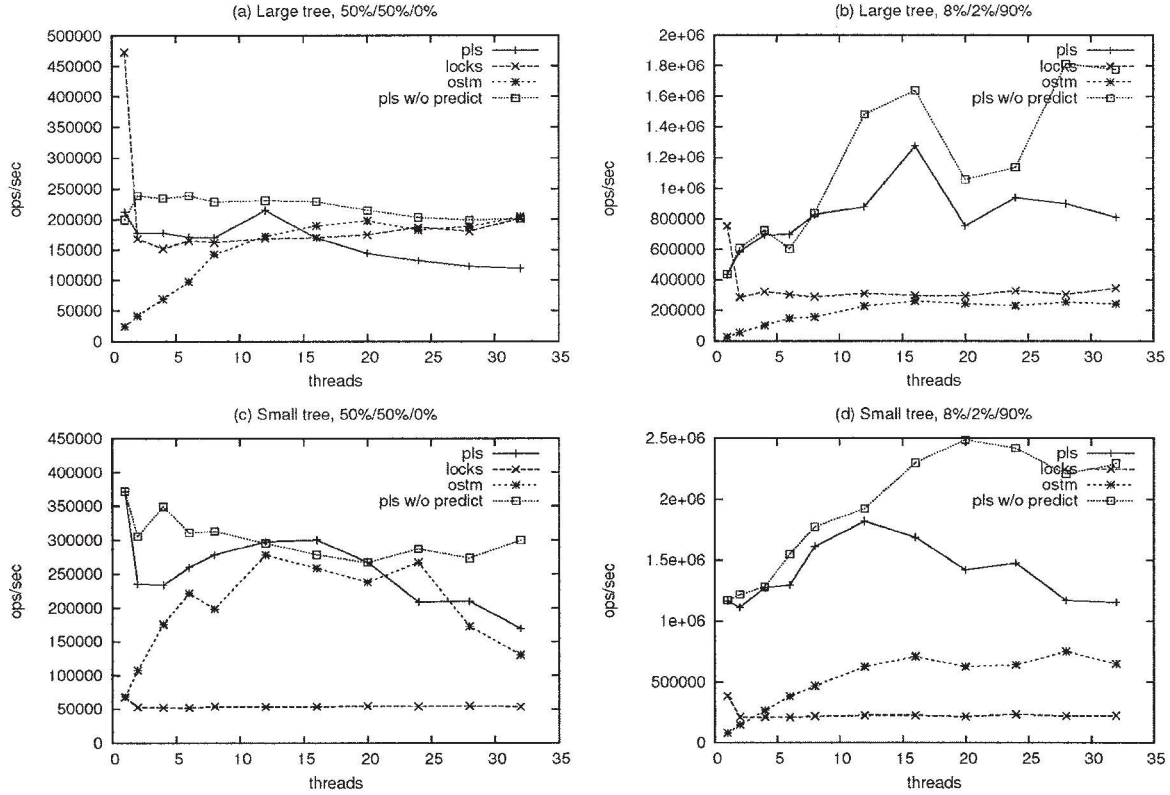 (a) Large tree, 50%/50%/0%
500000
450000
400000
350000
300000
250000
200000
150000
100000
50000
0
ops/sec
pls
locks
ostm
pls w/o predict
0 5 10 15 20 25 30 35
threads
(b) Large tree, 8%/2%/90%
2e+06
1.8e+06
1.6e+06
1.4e+06
1.2e+06
1e+06
800000
600000
400000
200000
0
ops/sec
pls
locks
ostm
pls w/o predict
0 5 10 15 20 25 30 35
threads
(c) Small tree, 50%/50%/0%
450000
400000
350000
300000
250000
200000
150000
100000
50000
0
ops/sec
pls
locks
ostm
pls w/o predict
0 5 10 15 20 25 30 35
threads
(d) Small tree, 8%/2%/90%
2.5e+06
2e+06
1.5e+06
1e+06
500000
0
ops/sec
pls
locks
ostm
pls w/o predict
0 5 10 15 20 25 30 35
threads